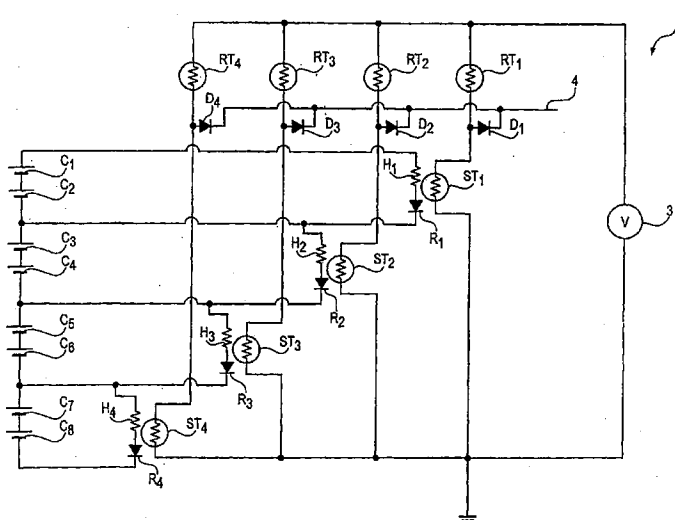 RT4 RT3 RT2 RT1
4
D4 D3 D2 D1
C1 H1
C2 ST1
V 3
C3 H2 R1
C4 ST2
C5 H3 R2
C6 ST3
C7 H4 R3
C8 ST4
R4